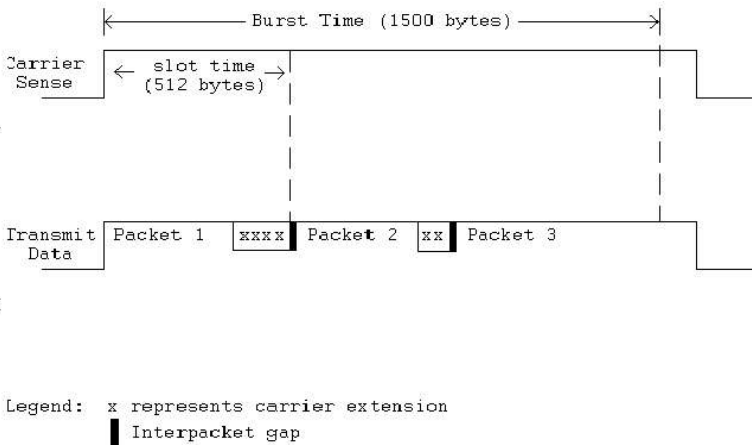 Burst Time (1500 bytes)
Carrier
Sense
slot time
(512 bytes)
Transmit
Data
Packet 1
xxxx
Packet 2
xx
Packet 3
Legend: x represents carrier extension
Interpacket gap